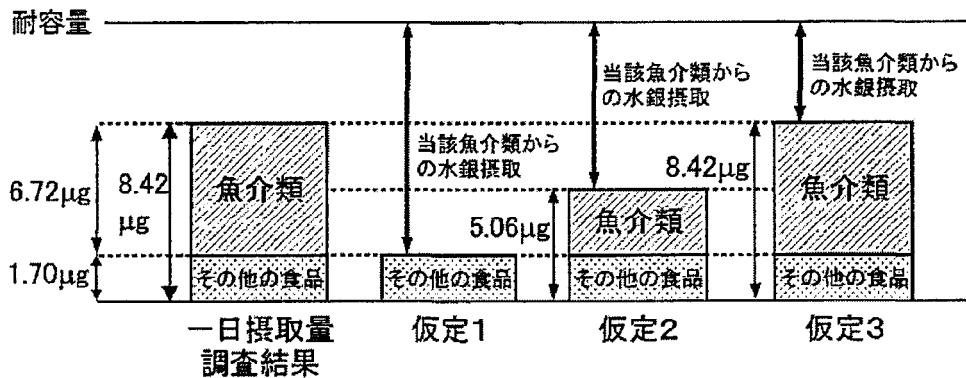 耐容量
当該魚介類から
の水銀摂取
当該魚介類から
の水銀摂取
当該魚介類から
の水銀摂取
6.72μg
8.42
μg
魚介類
1.70μg
その他の食品
その他の食品
5.06μg
魚介類
その他の食品
8.42μg
魚介類
その他の食品
一日摂取量
調査結果
仮定1
仮定2
仮定3